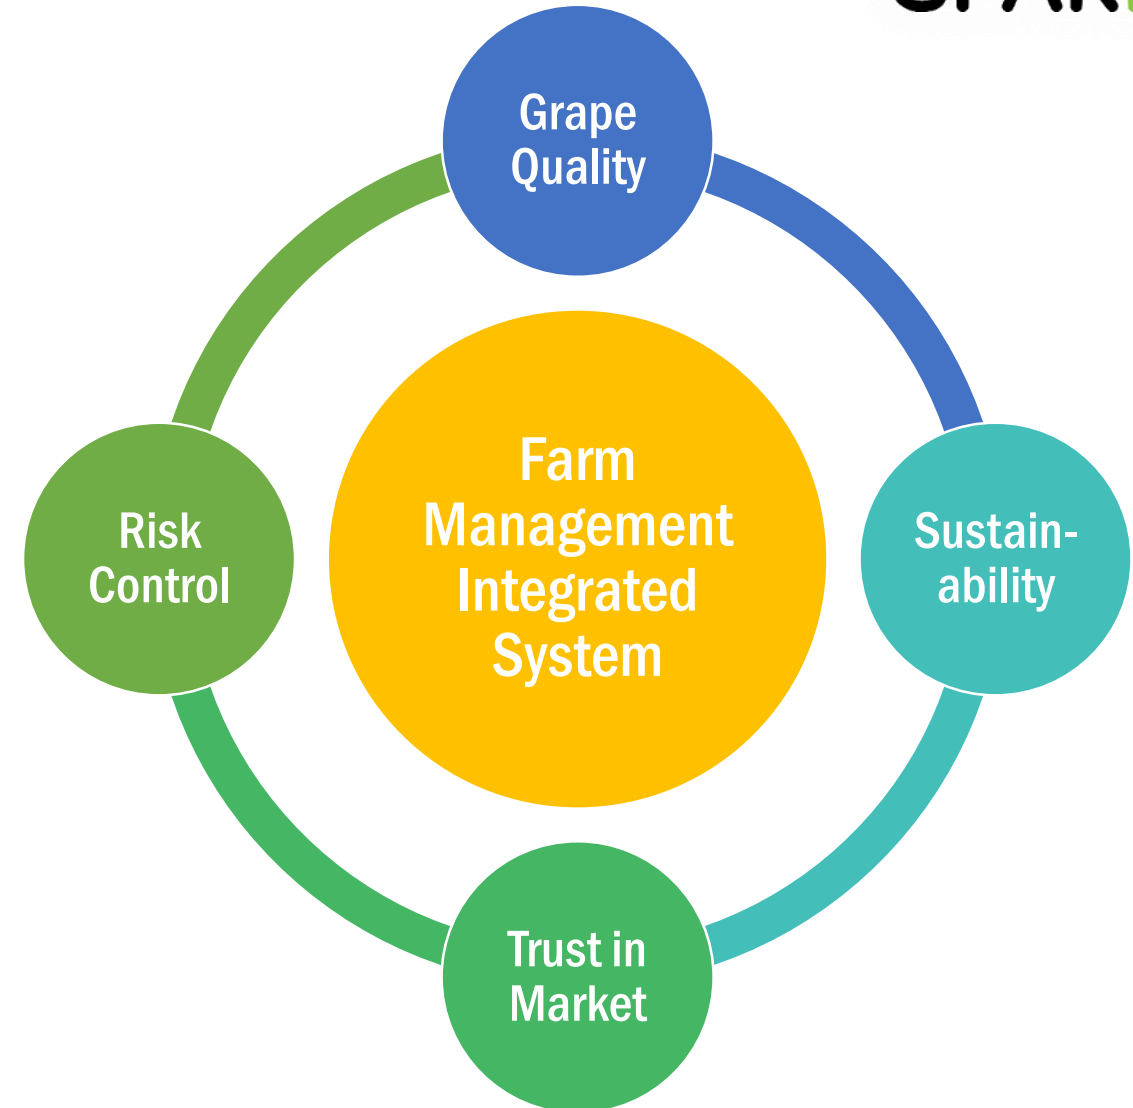 Grape
Quality
Farm
Management
Integrated
System
Risk
Control
Sustain-
ability
Trust in
Market